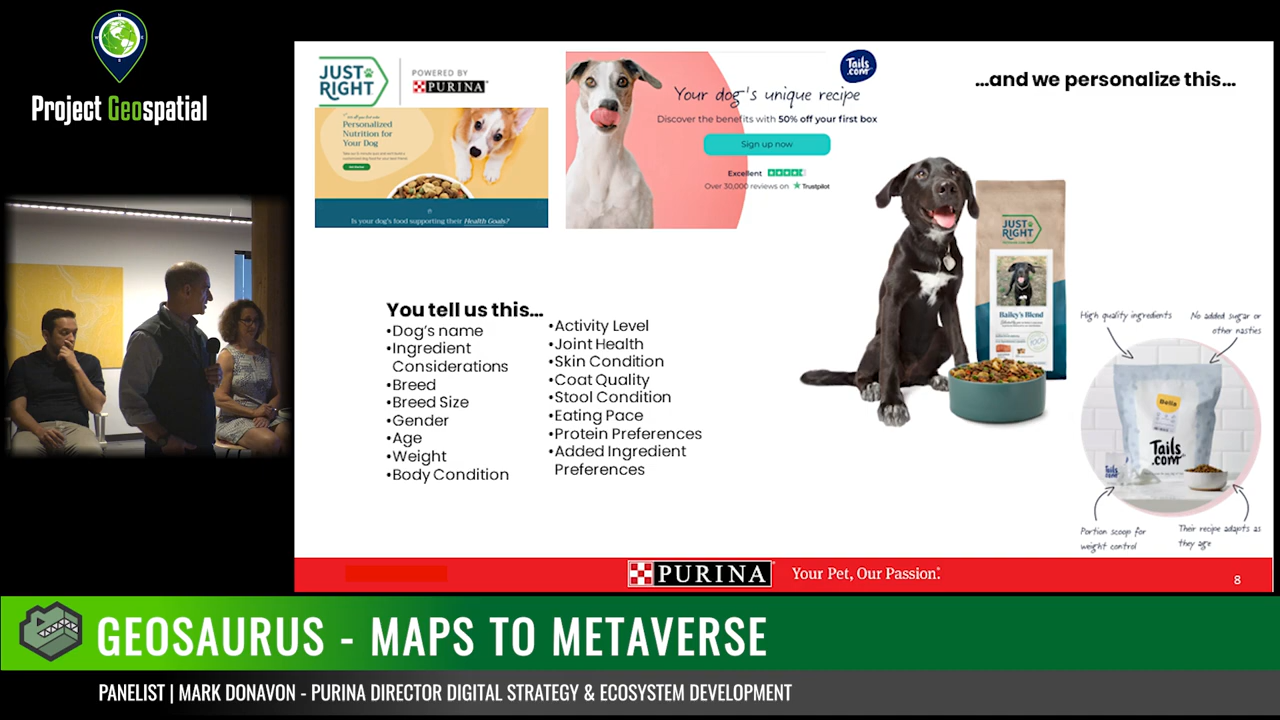 Project Geospatial
JUST
RIGHT
POWERED BY
PURINA
Personalized
Nutrition for
Your Dog
Is your dog's food supporting their Health Goals?
Tails
.com
Your dog's unique recipe
Discover the benefits with 50% off your first box
Sign up now
Excellent
Over 30,000 reviews on Trustpilot
...and we personalize this...
You tell us this...
•Dog's name
•Ingredient
Considerations
•Breed
•Breed Size
•Gender
•Age
•Weight
•Body Condition
•Activity Level
•Joint Health
•Skin Condition
•Coat Quality
•Stool Condition
•Eating Pace
•Protein Preferences
•Added Ingredient
Preferences
JUST
RIGHT
Bailey's Blend
High quality ingredients
No added sugar or
other nasties
Bella
Tails
.com
Portion scoop for
weight control
Their recipe adapts as
they age
PURINA
Your Pet, Our Passion.
8
GEOSAURUS - MAPS TO METAVERSE
PANELIST | MARK DONAVON - PURINA DIRECTOR DIGITAL STRATEGY & ECOSYSTEM DEVELOPMENT